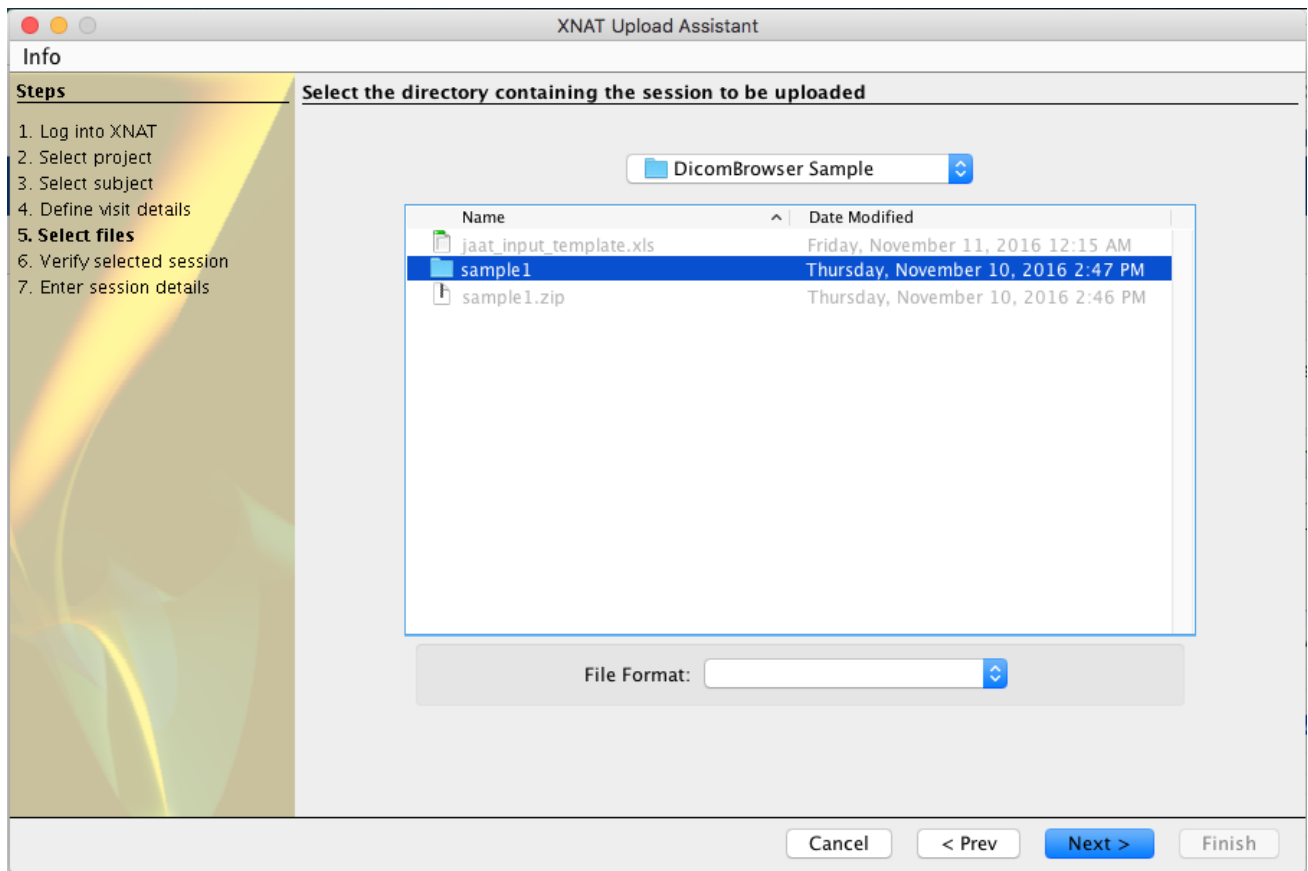 XNAT Upload Assistant
Info
Steps
1. Log into XNAT
2. Select project
3. Select subject
4. Define visit details
5. Select files
6. Verify selected session
7. Enter session details
Select the directory containing the session to be uploaded
DicomBrowser Sample
Name Date Modified
jaat_input_template.xls Friday, November 11, 2016 12:15 AM
sample1 Thursday, November 10, 2016 2:47 PM
sample1.zip Thursday, November 10, 2016 2:46 PM
File Format:
Cancel < Prev Next > Finish